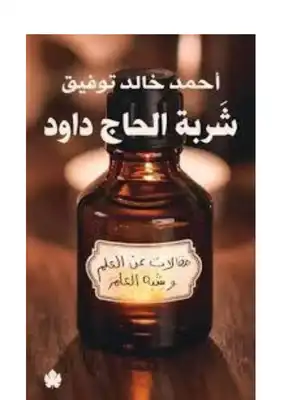 أحمد خالد توفيق
شَربة الحاج داود
مقالات عن العلم
وشبه العلم